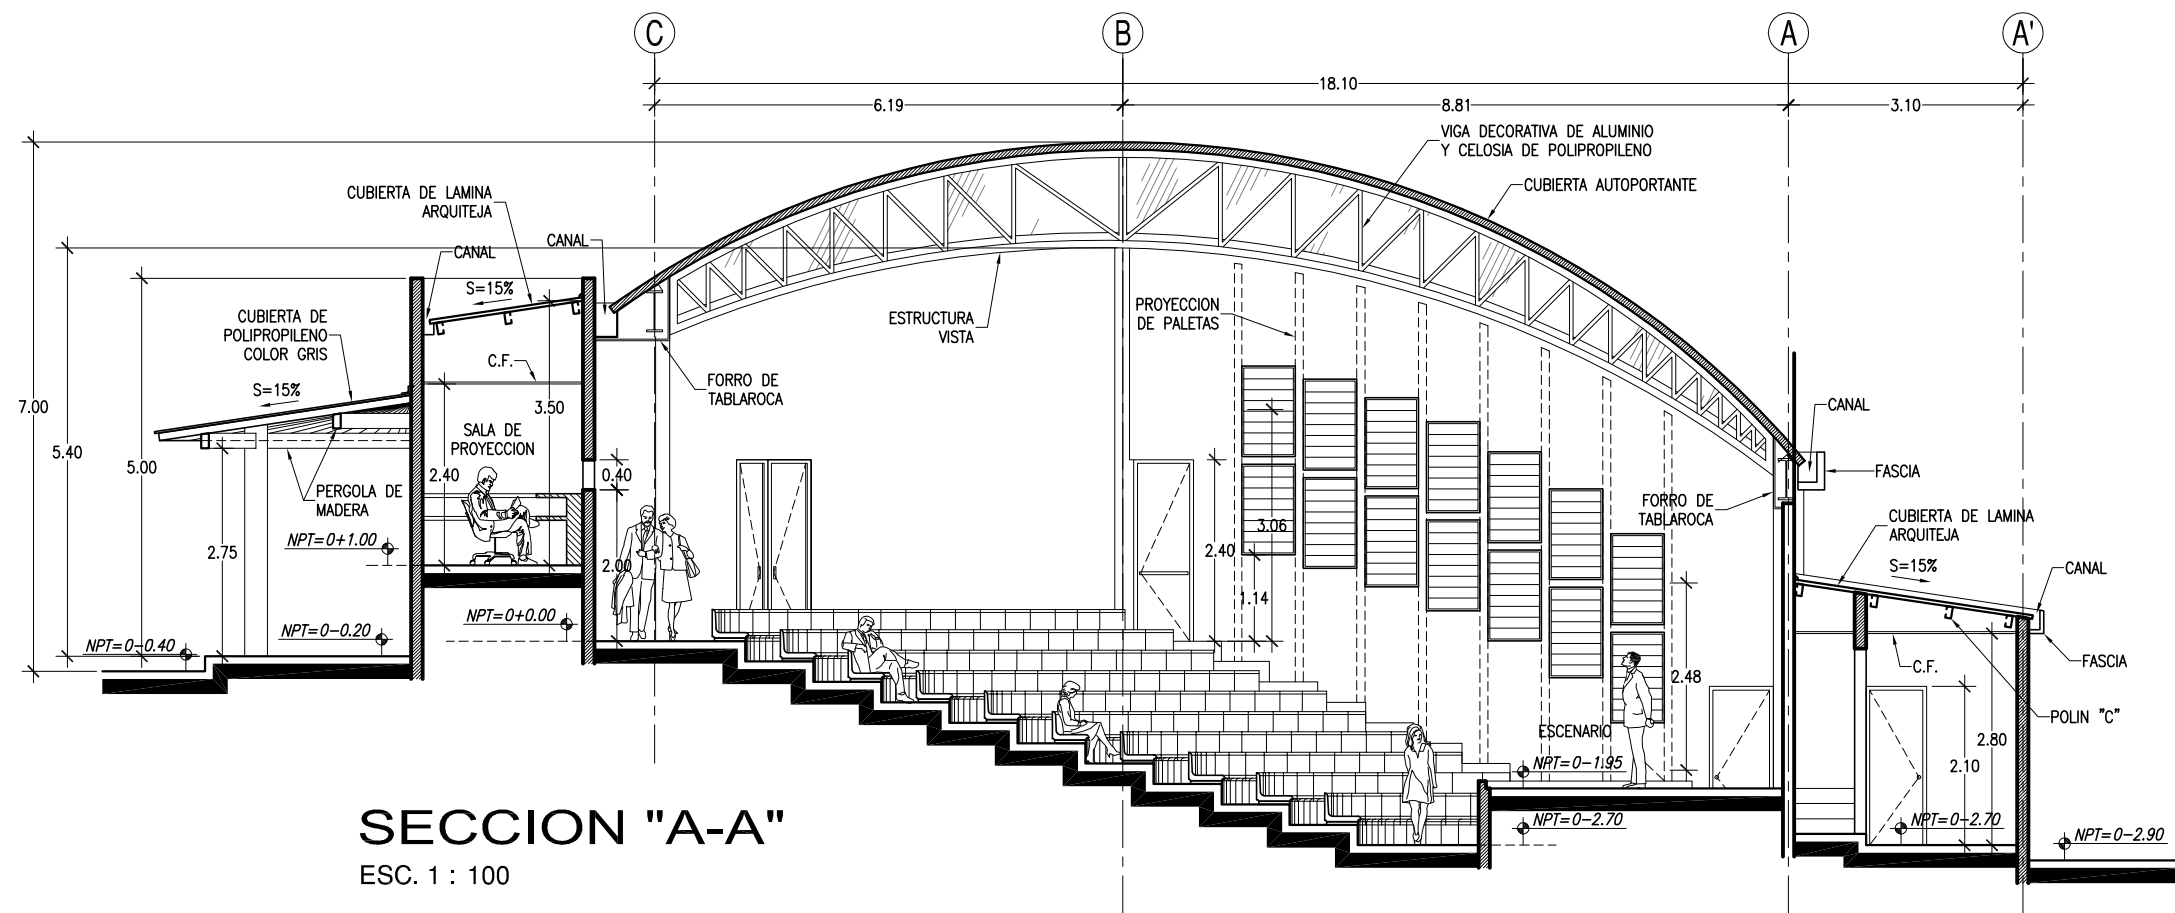 C
B
A
A'
18.10
6.19
8.81
3.10
VIGA DECORATIVA DE ALUMINIO
Y CELOSIA DE POLIPROPILENO
CUBIERTA AUTOPORTANTE
CUBIERTA DE LAMINA
ARQUITEJA
CANAL
CANAL
S=15%
CUBIERTA DE
POLIPROPILENO
COLOR GRIS
ESTRUCTURA
VISTA
PROYECCION
DE PALETAS
C.F.
S=15%
FORRO DE
TABLAROCA
7.00
5.40
5.00
3.50
2.40
SALA DE
PROYECCION
0.40
CANAL
FASCIA
PERGOLA DE
MADERA
FORRO DE
TABLAROCA
CUBIERTA DE LAMINA
ARQUITEJA
3.06
NPT=0+1.00
2.75
2.00
2.40
1.14
S=15%
CANAL
NPT=0+0.00
NPT=0-0.20
NPT=0-0.40
FASCIA
C.F.
2.48
POLIN "C"
ESCENARIO
2.80
2.10
NPT=0-1.95
NPT=0-2.70
NPT=0-2.70
NPT=0-2.90
SECCION "A-A"
ESC. 1 : 100